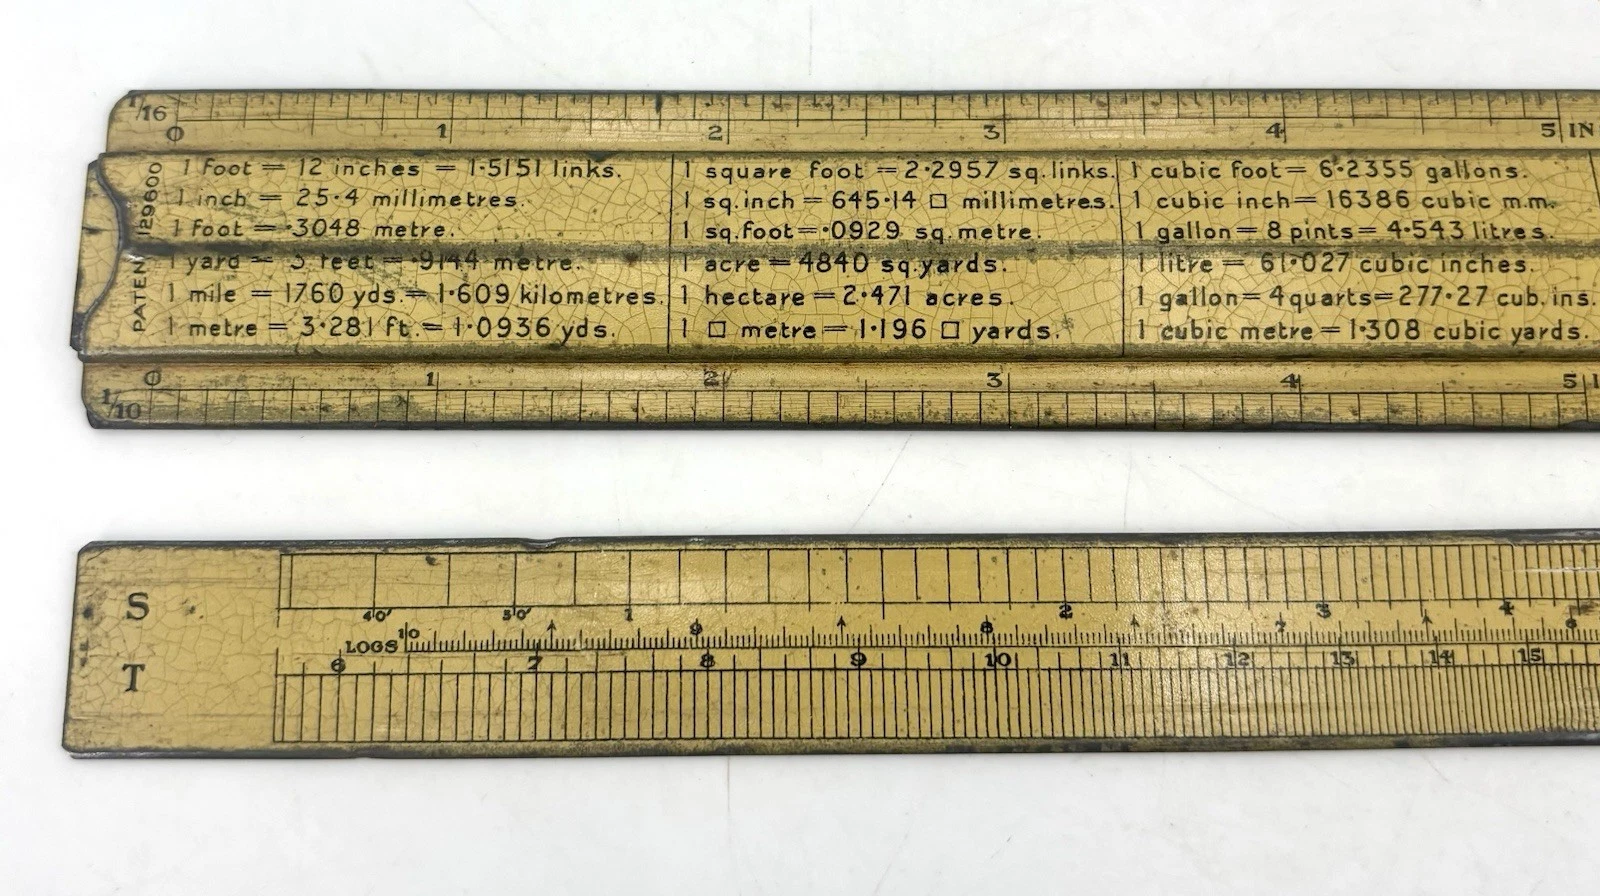 1/16
0 1 2 3 4 5 IN
PATENT 129600
1 foot = 12 inches = 1·5151 links.
1 inch = 25·4 millimetres.
1 foot = ·3048 metre.
1 yard = 3 feet = ·9144 metre.
1 mile = 1760 yds. = 1·609 kilometres.
1 metre = 3·281 ft. = 1·0936 yds.
1 square foot = 2·2957 sq. links.
1 sq. inch = 645·14 □ millimetres.
1 sq. foot = ·0929 sq. metre.
1 acre = 4840 sq. yards.
1 hectare = 2·471 acres.
1 □ metre = 1·196 □ yards.
1 cubic foot = 6·2355 gallons.
1 cubic inch = 16386 cubic m.m.
1 gallon = 8 pints = 4·543 litres.
1 litre = 61·027 cubic inches.
1 gallon = 4 quarts = 277·27 cub. ins.
1 cubic metre = 1·308 cubic yards.
0 1 2 3 4 5
1/10
S
40' 50' 1 2 3 4
LOGS 10 9 8 7 6
6 7 8 9 10 11 12 13 14 15
T